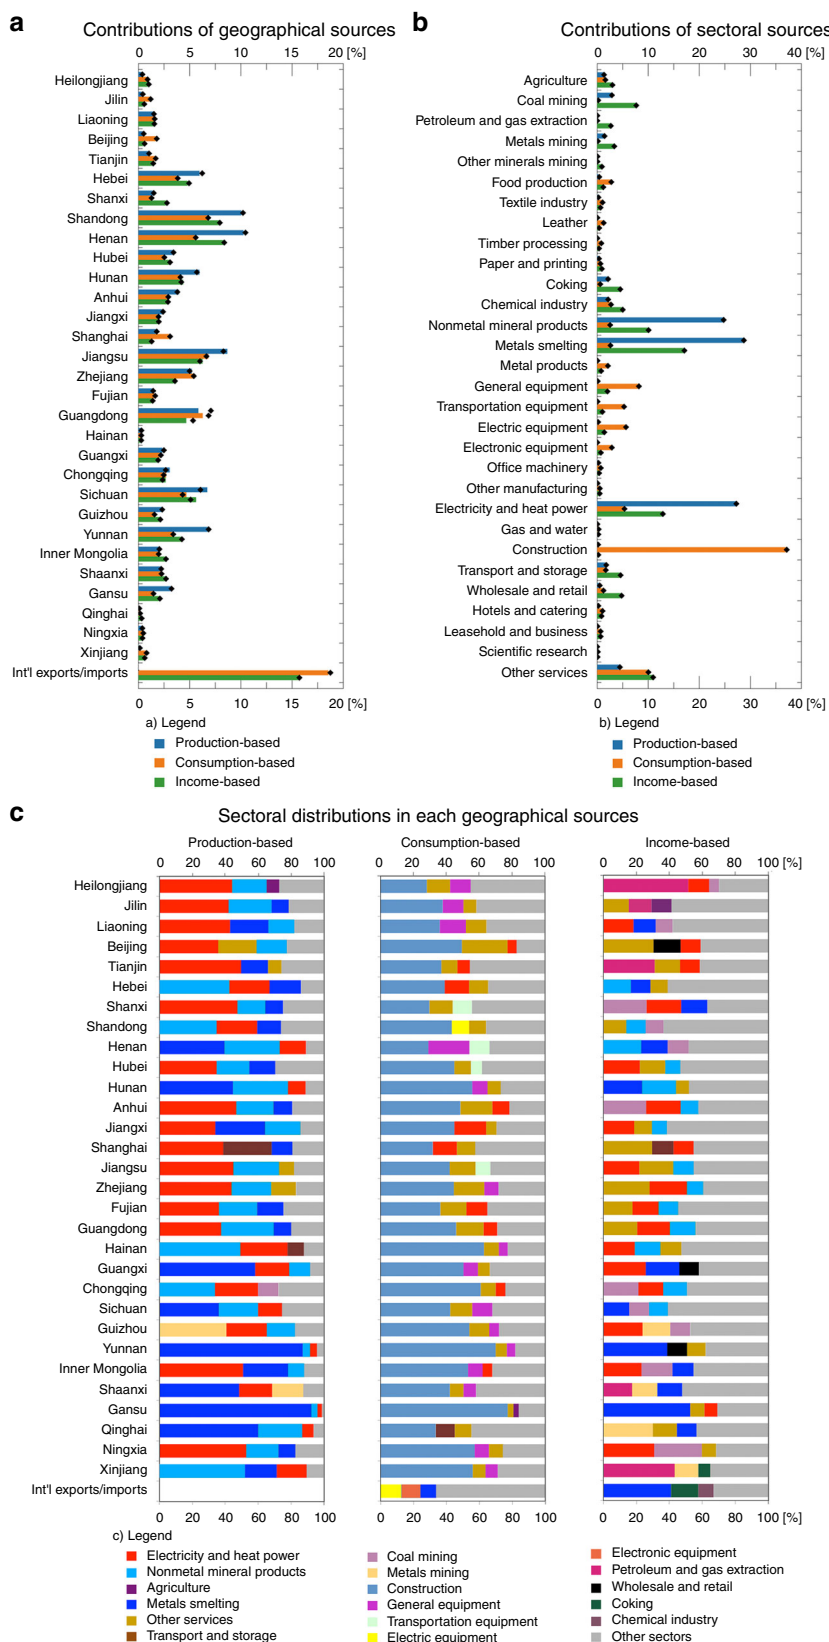 a Contributions of geographical sources
0 5 15 20 [%]
Heilongjiang
Jilin
Liaoning
Beijing
Tianjin
Hebei
Shanxi
Shandong
Henan
Hubei
Hunan
Anhui
Jiangxi
Shanghai
Jiangsu
Zhejiang
Fujian
Guangdong
Hainan
Guangxi
Chongqing
Sichuan
Guizhou
Yunnan
Inner Mongolia
Shaanxi
Gansu
Qinghai
Ningxia
Xinjiang
Int'l exports/imports
0 5 10 15 20 [%]
a) Legend
Production-based
Consumption-based
Income-based
b Contributions of sectoral sources
0 10 20 30 40 [%]
Agriculture
Coal mining
Petroleum and gas extraction
Metals mining
Other minerals mining
Food production
Textile industry
Leather
Timber processing
Paper and printing
Coking
Chemical industry
Nonmetal mineral products
Metals smelting
Metal products
General equipment
Transportation equipment
Electric equipment
Electronic equipment
Office machinery
Other manufacturing
Electricity and heat power
Gas and water
Construction
Transport and storage
Wholesale and retail
Hotels and catering
Leasehold and business
Scientific research
Other services
0 10 20 30 40 [%]
b) Legend
Production-based
Consumption-based
Income-based
c Sectoral distributions in each geographical sources
Production-based Consumption-based Income-based
0 20 40 60 80 100 0 20 40 60 80 100 0 20 40 60 80 100 [%]
Heilongjiang
Jilin
Liaoning
Beijing
Tianjin
Hebei
Shanxi
Shandong
Henan
Hubei
Hunan
Anhui
Jiangxi
Shanghai
Jiangsu
Zhejiang
Fujian
Guangdong
Hainan
Guangxi
Chongqing
Sichuan
Guizhou
Yunnan
Inner Mongolia
Shaanxi
Gansu
Qinghai
Ningxia
Xinjiang
Int'l exports/imports
0 20 40 60 80 100 0 20 40 60 80 100 0 20 40 60 80 100 [%]
c) Legend
Electricity and heat power
Nonmetal mineral products
Agriculture
Metals smelting
Other services
Transport and storage
Coal mining
Metals mining
Construction
General equipment
Transportation equipment
Electric equipment
Electronic equipment
Petroleum and gas extraction
Wholesale and retail
Coking
Chemical industry
Other sectors